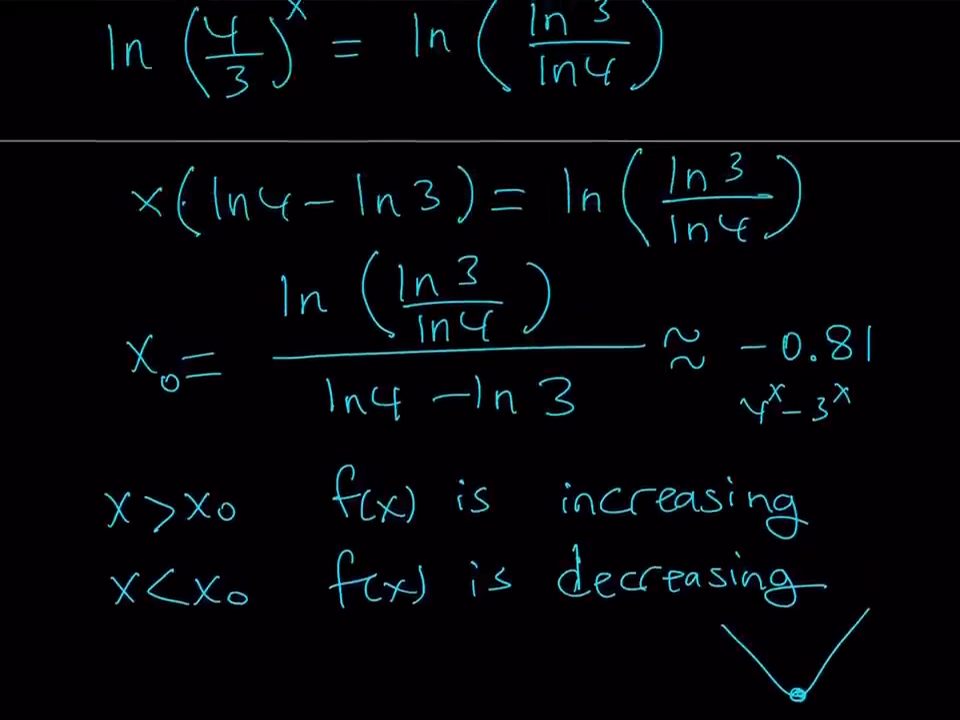 ln (4/3)^x = ln (ln 3 / ln 4)
x(ln 4 - ln 3) = ln (ln 3 / ln 4)
x₀ = ln (ln 3 / ln 4) / ln 4 - ln 3 ≈ -0.81
4^x - 3^x
x > x₀ f(x) is increasing
x < x₀ f(x) is decreasing